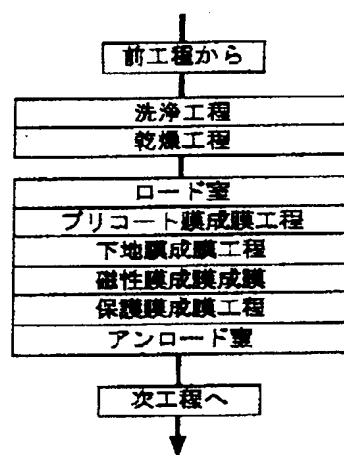 前工程から
洗浄工程
乾燥工程
ロード室
プリコート膜成膜工程
下地膜成膜工程
磁性膜成膜成膜
保護膜成膜工程
アンロード室
次工程へ